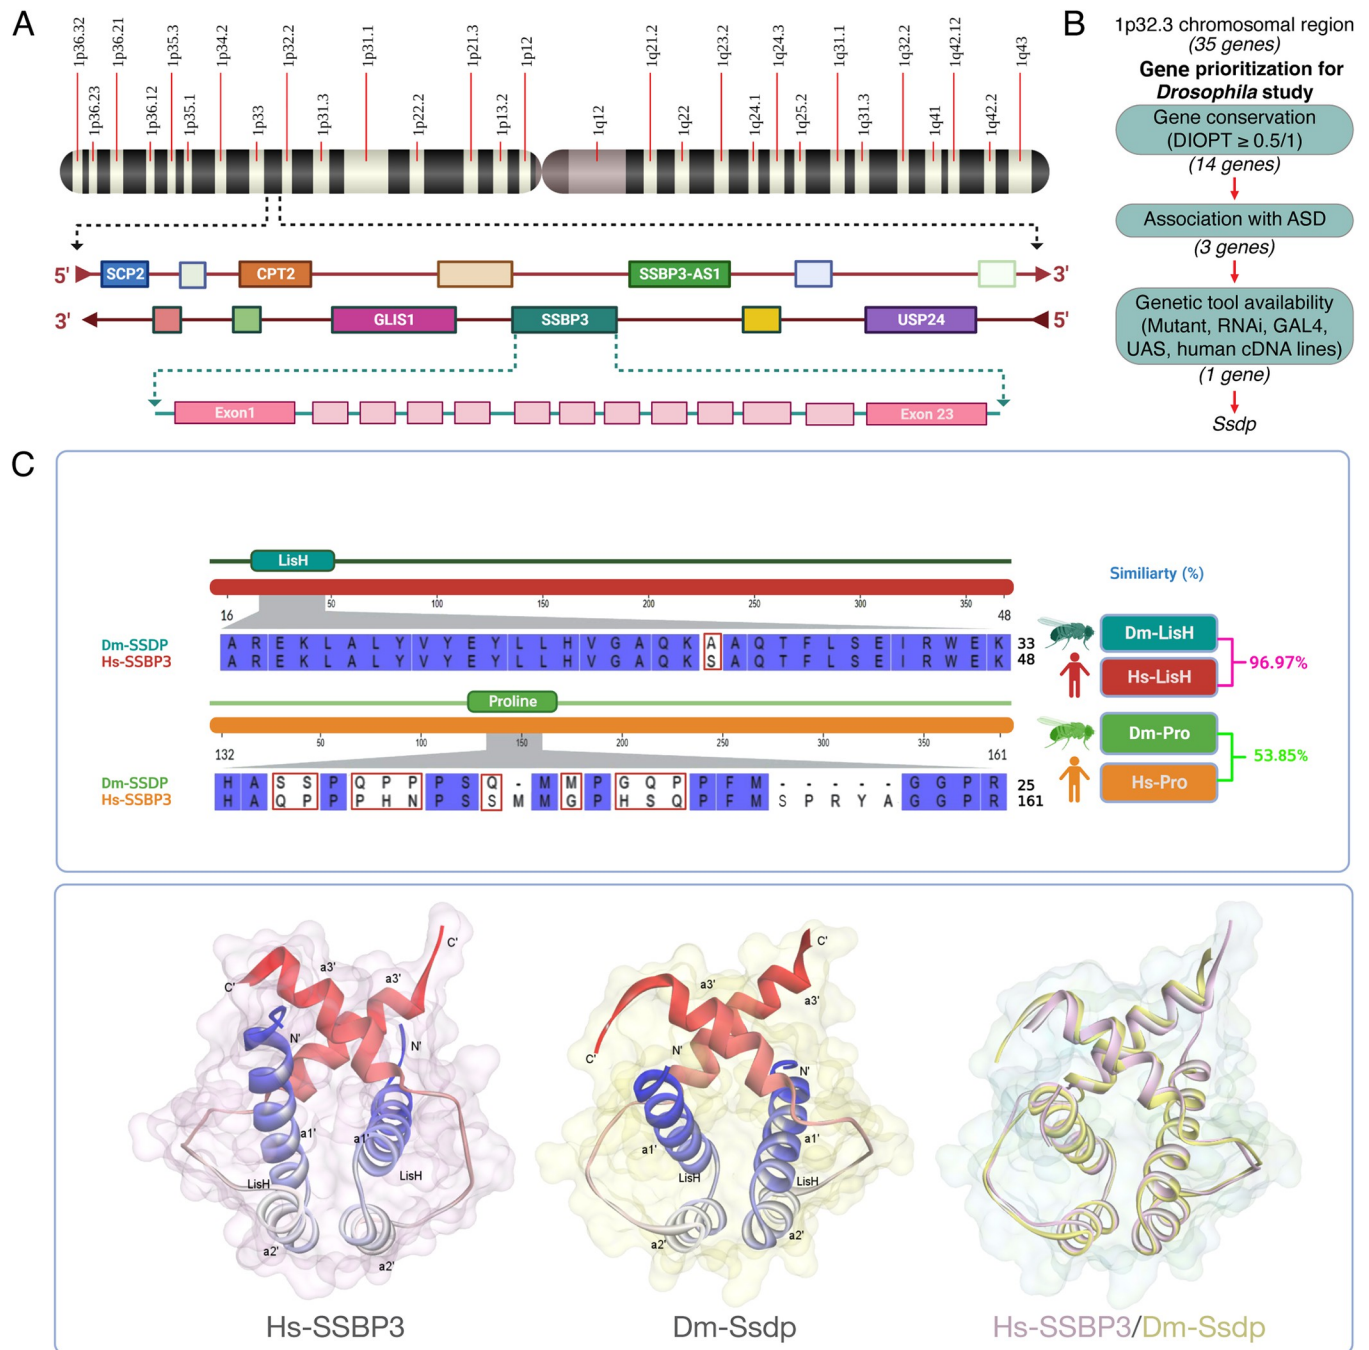 A
1p36.32
1p36.21
1p35.3
1p34.2
1p32.2
1p31.1
1p21.3
1p12
1q21.2
1q23.2
1q24.3
1q31.1
1q32.2
1q42.12
1q43
1p36.23
1p36.12
1p35.1
1p33
1p31.3
1p22.2
1p13.2
1q12
1q22
1q24.1
1q25.2
1q31.3
1q41
1q42.2
5' SCP2 CPT2 SSBP3-AS1 3'
3' GLIS1 SSBP3 USP24 5'
Exon1 Exon 23
B
1p32.3 chromosomal region
(35 genes)
Gene prioritization for
Drosophila study
Gene conservation
(DIOPT ≥ 0.5/1)
(14 genes)
Association with ASD
(3 genes)
Genetic tool availability
(Mutant, RNAi, GAL4,
UAS, human cDNA lines)
(1 gene)
Ssdp
C
LisH
50 100 150 200 250 300 350
16 48
Dm-SSDP A R E K L A L Y V Y E Y L L H V G A Q K A A Q T F L S E I R W E K 33
Hs-SSBP3 A R E K L A L Y V Y E Y L L H V G A Q K S A Q T F L S E I R W E K 48
Proline
50 100 150 200 250 300 350
132 161
Dm-SSDP H A S S P Q P P P S Q - M M P G Q P P F M - - - - - G G P R 25
Hs-SSBP3 H A Q P P P H N P S S M M G P H S Q P F M S P R Y A G G P R 161
Similiarty (%)
Dm-LisH
Hs-LisH
96.97%
Dm-Pro
Hs-Pro
53.85%
C'
a3'
a3'
C'
N'
N'
a1'
a1'
LisH
LisH
a2'
a2'
Hs-SSBP3
C'
a3'
a3'
C'
N'
N'
a1'
a1'
LisH
LisH
a2'
a2'
Dm-Ssdp
Hs-SSBP3/Dm-Ssdp